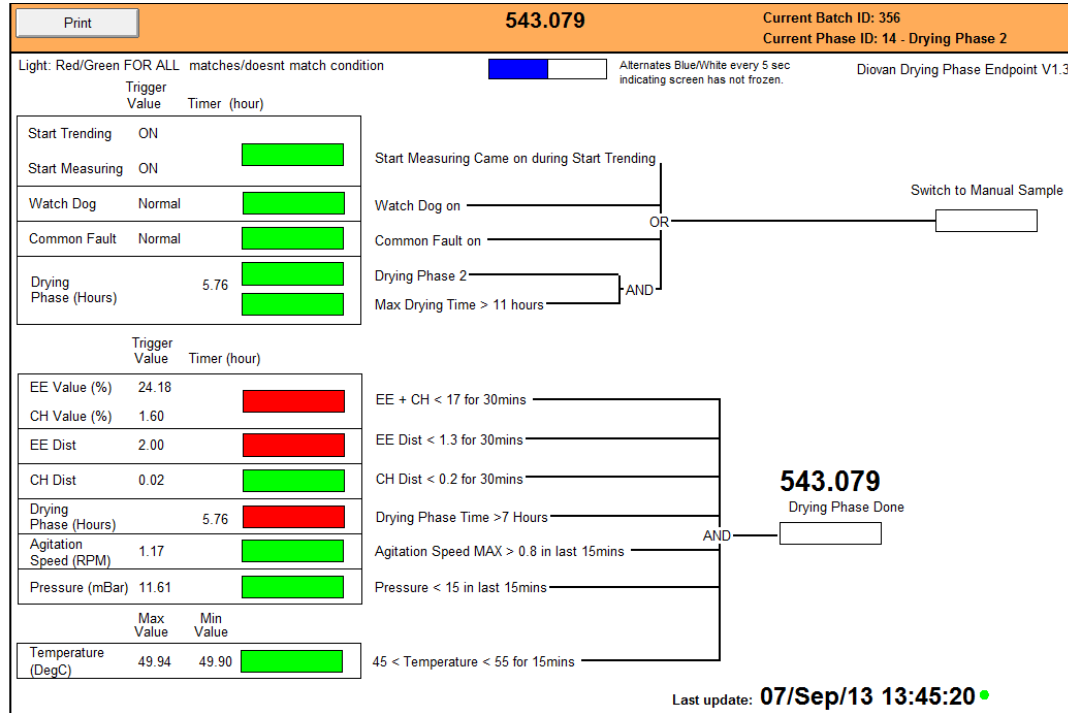 Print
543.079
Current Batch ID: 356
Current Phase ID: 14 - Drying Phase 2
Light: Red/Green FOR ALL matches/doesnt match condition
Alternates Blue/White every 5 sec
indicating screen has not frozen.
Diovan Drying Phase Endpoint V1.3
Trigger
Value Timer (hour)
Start Trending ON
Start Measuring ON
Start Measuring Came on during Start Trending
Watch Dog Normal
Watch Dog on
Switch to Manual Sample
OR
Common Fault Normal
Common Fault on
Drying
Phase (Hours) 5.76
Drying Phase 2
AND
Max Drying Time > 11 hours
Trigger
Value Timer (hour)
EE Value (%) 24.18
CH Value (%) 1.60
EE + CH < 17 for 30mins
EE Dist 2.00
EE Dist < 1.3 for 30mins
CH Dist 0.02
CH Dist < 0.2 for 30mins
543.079
Drying Phase Done
Drying
Phase (Hours) 5.76
Drying Phase Time >7 Hours
AND
Agitation
Speed (RPM) 1.17
Agitation Speed MAX > 0.8 in last 15mins
Pressure (mBar) 11.61
Pressure < 15 in last 15mins
Max
Value
Min
Value
Temperature
(DegC) 49.94 49.90
45 < Temperature < 55 for 15mins
Last update: 07/Sep/13 13:45:20